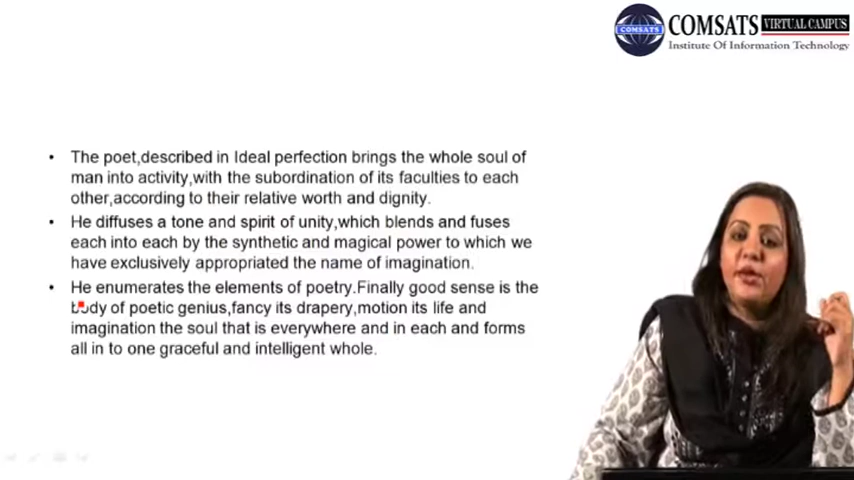 COMSATS VIRTUAL CAMPUS
COMSATS
Institute Of Information Technology
• The poet,described in Ideal perfection brings the whole soul of
man into activity,with the subordination of its faculties to each
other,according to their relative worth and dignity.
• He diffuses a tone and spirit of unity,which blends and fuses
each into each by the synthetic and magical power to which we
have exclusively appropriated the name of imagination.
• He enumerates the elements of poetry.Finally good sense is the
body of poetic genius,fancy its drapery,motion its life and
imagination the soul that is everywhere and in each and forms
all in to one graceful and intelligent whole.